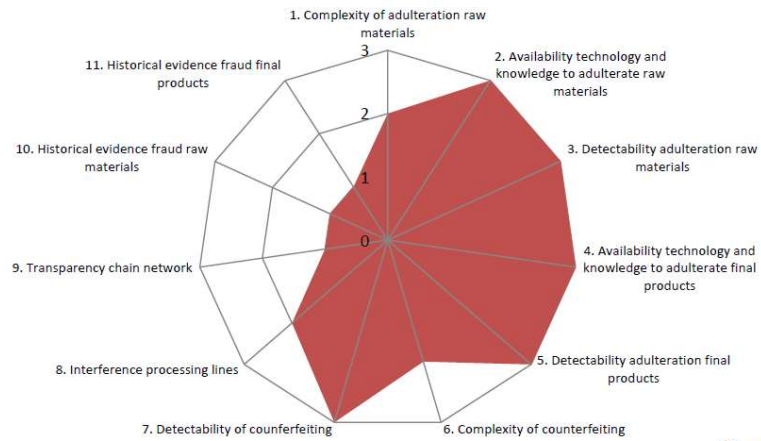 1. Complexity of adulteration raw
materials
2. Availability technology and
knowledge to adulterate raw
materials
3. Detectability adulteration raw
materials
4. Availability technology and
knowledge to adulterate final
products
5. Detectability adulteration final
products
6. Complexity of counterfeiting
7. Detectability of counferfeiting
8. Interference processing lines
9. Transparency chain network
10. Historical evidence fraud raw
materials
11. Historical evidence fraud final
products
3
2
1
0